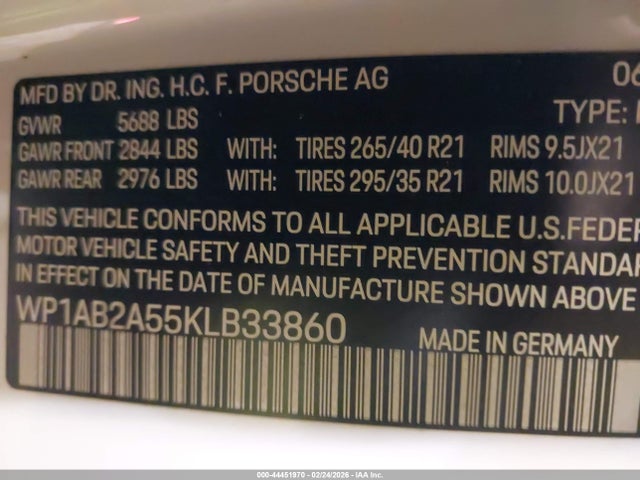 MFD BY DR. ING. H.C. F. PORSCHE AG 06
GVWR 5688 LBS TYPE:
GAWR FRONT 2844 LBS WITH: TIRES 265/40 R21 RIMS 9.5JX21
GAWR REAR 2976 LBS WITH: TIRES 295/35 R21 RIMS 10.0JX21
THIS VEHICLE CONFORMS TO ALL APPLICABLE U.S.FEDER
MOTOR VEHICLE SAFETY AND THEFT PREVENTION STANDA
IN EFFECT ON THE DATE OF MANUFACTURE SHOWN ABOVE
WP1AB2A55KLB33860 MADE IN GERMANY
000-44451970 - 02/24/2026 - IAA Inc.